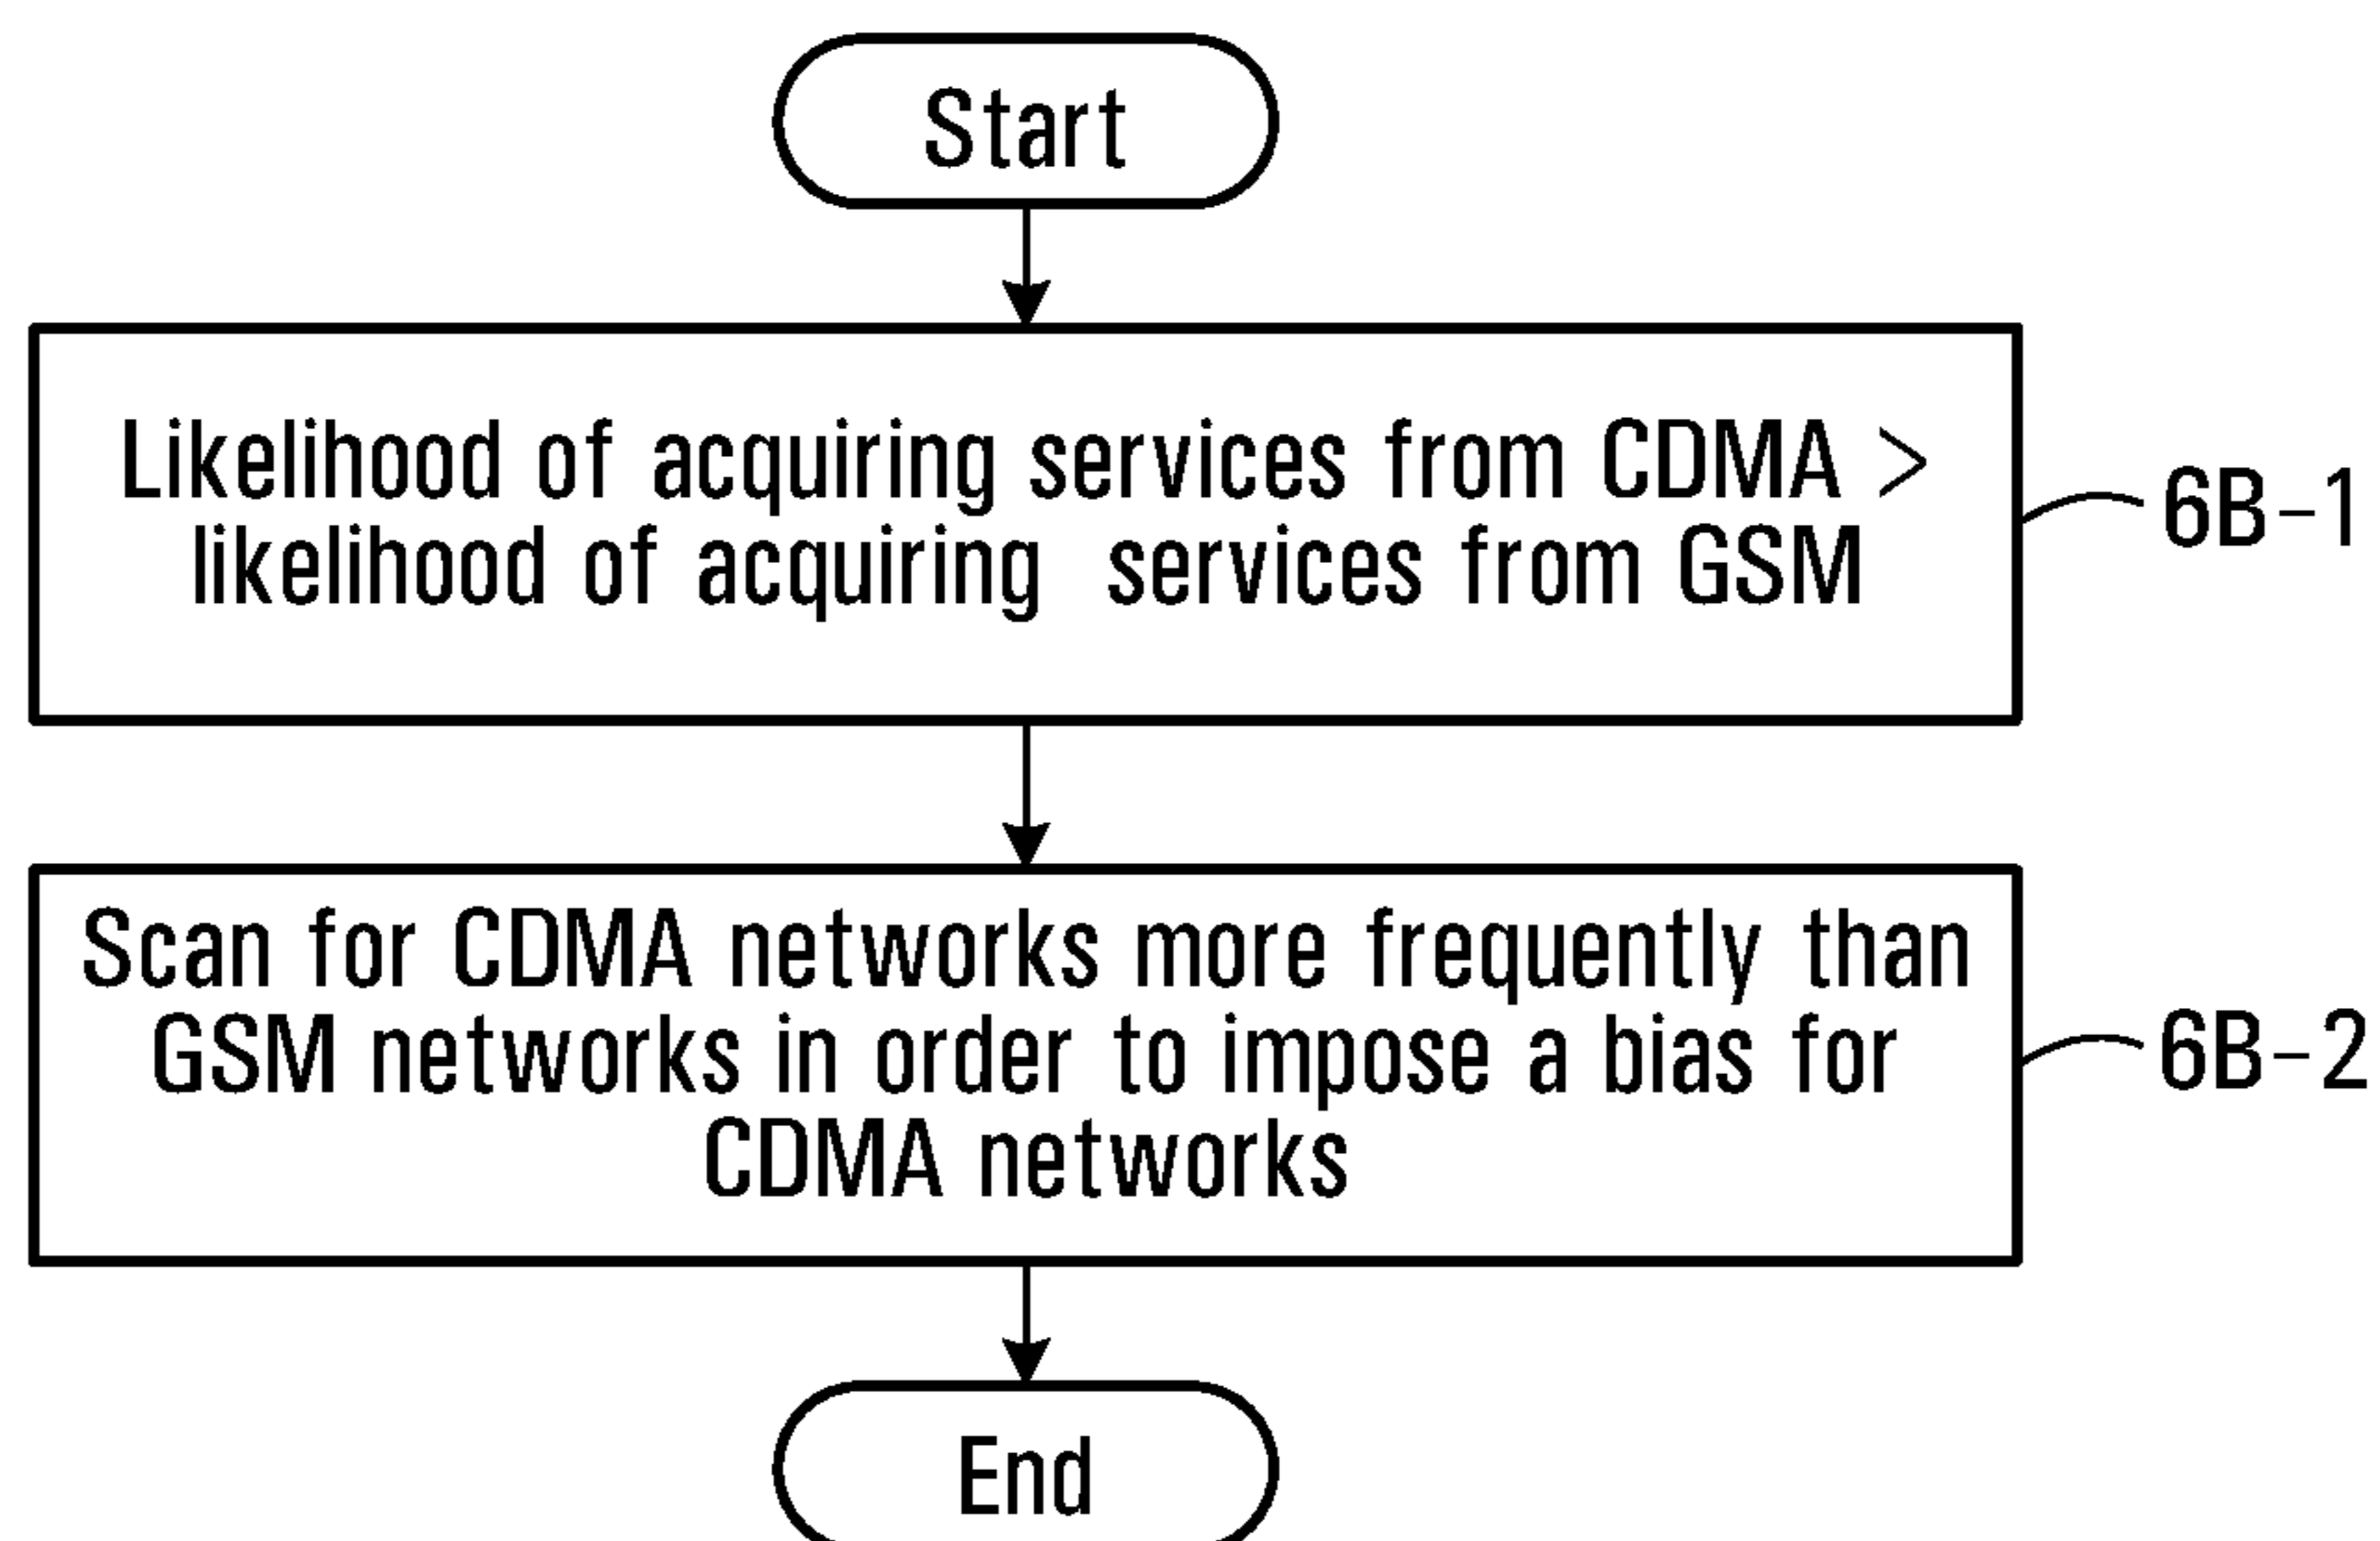 Start
Likelihood of acquiring services from CDMA >
likelihood of acquiring services from GSM
6B-1
Scan for CDMA networks more frequently than
GSM networks in order to impose a bias for
CDMA networks
6B-2
End